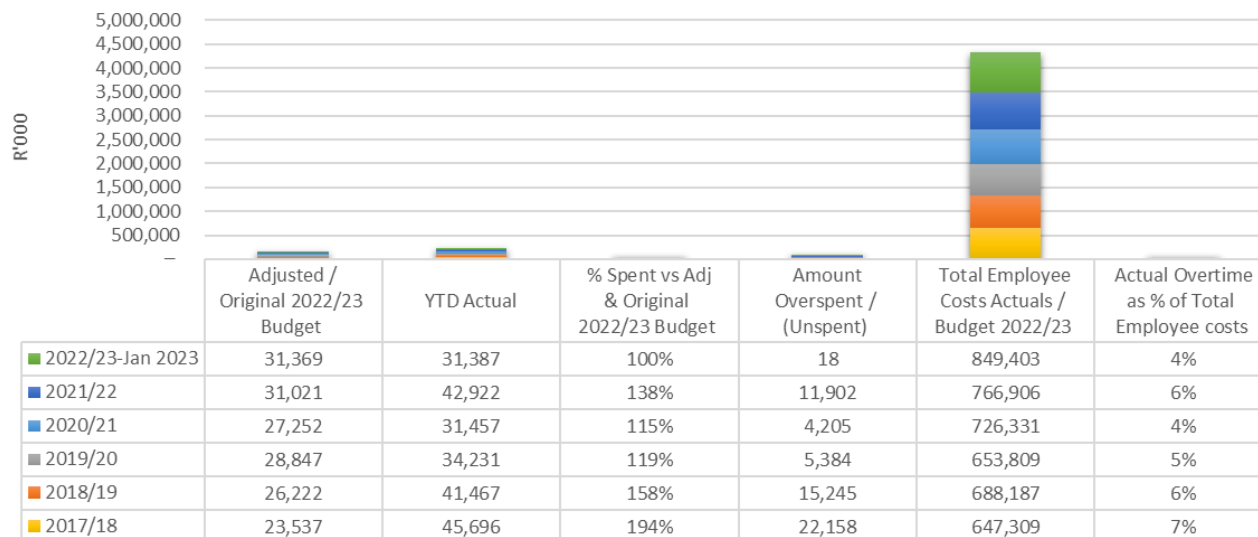 5,000,000
4,500,000
4,000,000
3,500,000
3,000,000
2,500,000
2,000,000
1,500,000
1,000,000
500,000
–
R'000
Adjusted / Original 2022/23 Budget
YTD Actual
% Spent vs Adj & Original 2022/23 Budget
Amount Overspent / (Unspent)
Total Employee Costs Actuals / Budget 2022/23
Actual Overtime as % of Total Employee costs
2022/23-Jan 2023 31,369 31,387 100% 18 849,403 4%
2021/22 31,021 42,922 138% 11,902 766,906 6%
2020/21 27,252 31,457 115% 4,205 726,331 4%
2019/20 28,847 34,231 119% 5,384 653,809 5%
2018/19 26,222 41,467 158% 15,245 688,187 6%
2017/18 23,537 45,696 194% 22,158 647,309 7%